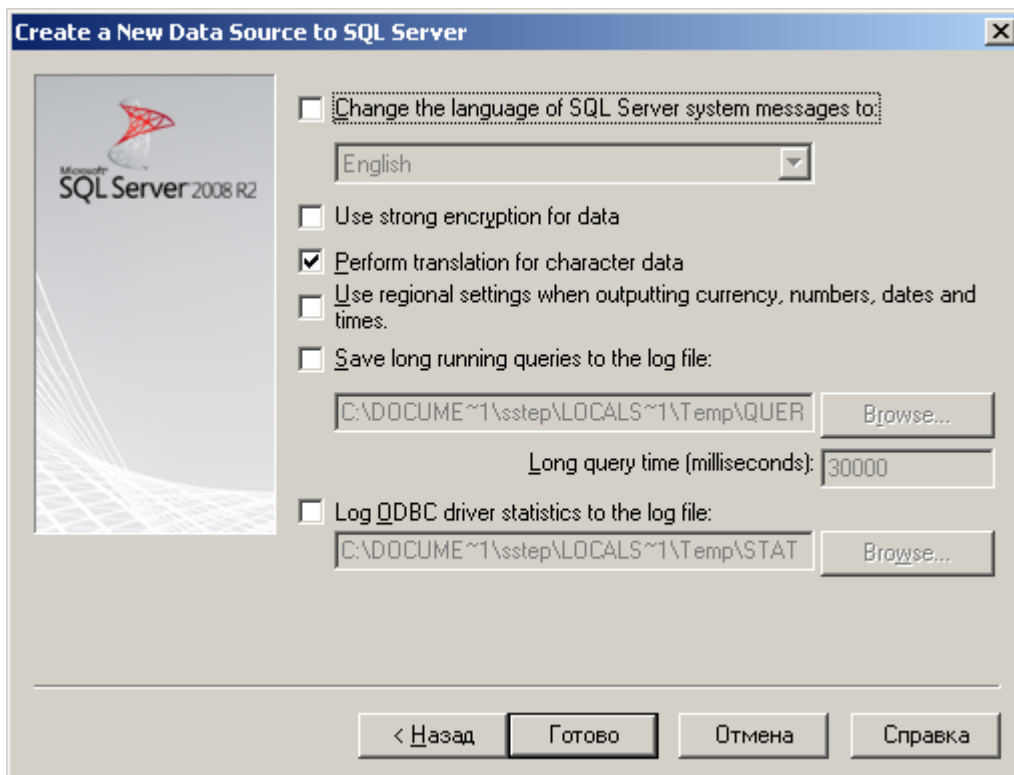 Create a New Data Source to SQL Server
Microsoft
SQL Server 2008 R2
Change the language of SQL Server system messages to:
English
Use strong encryption for data
Perform translation for character data
Use regional settings when outputting currency, numbers, dates and
times.
Save long running queries to the log file:
C:\DOCUME~1\sstep\LOCALS~1\Temp\QUER
Browse...
Long query time (milliseconds):
30000
Log ODBC driver statistics to the log file:
C:\DOCUME~1\sstep\LOCALS~1\Temp\STAT
Browse...
< Назад
Готово
Отмена
Справка